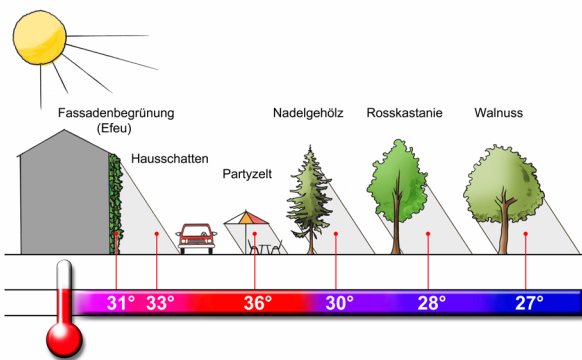 Fassadenbegrünung
(Efeu)
Hausschatten
Partyzelt
Nadelgehölz
Rosskastanie
Walnuss
31° 33° 36° 30° 28° 27°